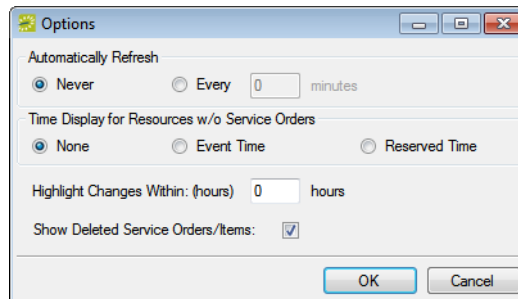 Options
Automatically Refresh
Never Every 0 minutes
Time Display for Resources w/o Service Orders
None Event Time Reserved Time
Highlight Changes Within: (hours) 0 hours
Show Deleted Service Orders/Items:
OK Cancel